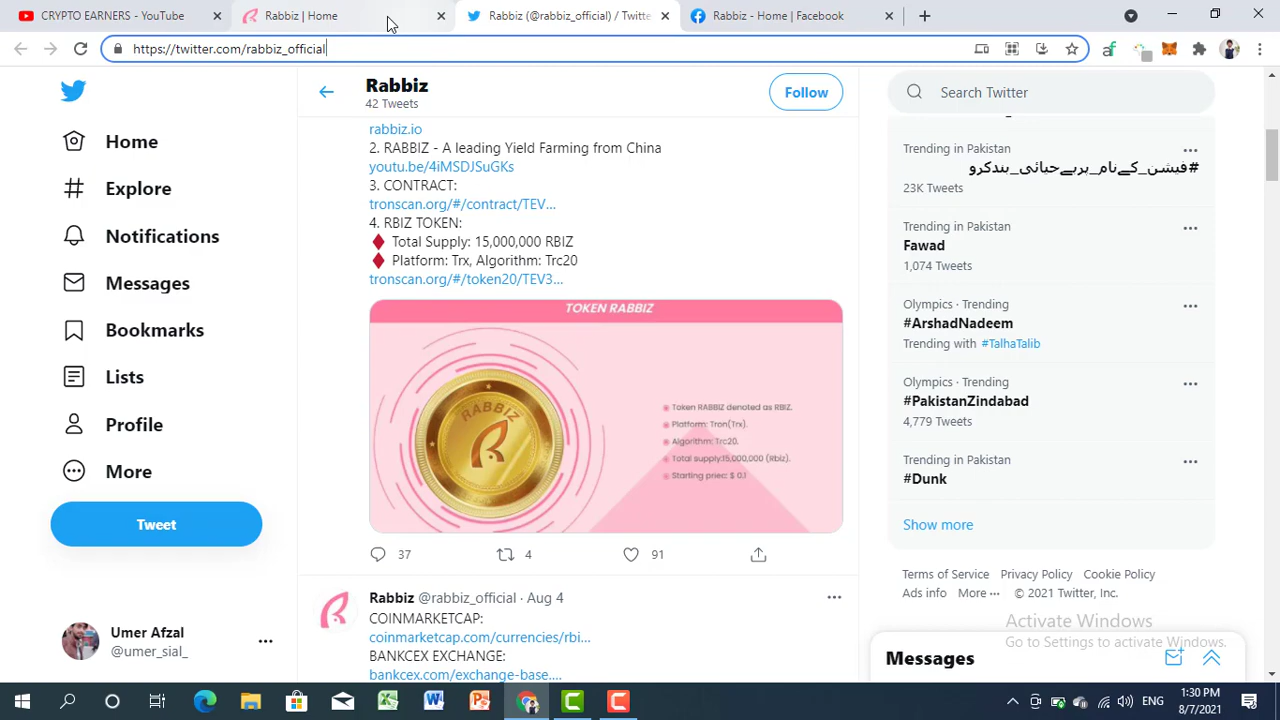 CRYPTO EARNERS - YouTube
Rabbiz | Home
Rabbiz (@rabbiz_official) / Twitte
Rabbiz - Home | Facebook
https://twitter.com/rabbiz_official
Rabbiz
42 Tweets
Follow
Search Twitter
Home
Explore
Notifications
Messages
Bookmarks
Lists
Profile
More
Tweet
Umer Afzal
@umer_sial_
rabbiz.io
2. RABBIZ - A leading Yield Farming from China
youtu.be/4iMSDJSuGKs
3. CONTRACT:
tronscan.org/#/contract/TEV...
4. RBIZ TOKEN:
♦ Total Supply: 15,000,000 RBIZ
♦ Platform: Trx, Algorithm: Trc20
tronscan.org/#/token20/TEV3...
TOKEN RABBIZ
RABBIZ
Token RABBIZ denoted as RBIZ.
Platform: Tron(Trx).
Algorithm: Trc20.
Total supply:15,000,000 (Rbiz).
Starting priec: $ 0.1
37
4
91
Rabbiz @rabbiz_official · Aug 4
COINMARKETCAP:
coinmarketcap.com/currencies/rbi...
BANKCEX EXCHANGE:
bankcex.com/exchange-base....
Trending in Pakistan
#فیشن_کےنام_پربےحیائی_بندکرو
23K Tweets
Trending in Pakistan
Fawad
1,074 Tweets
Olympics · Trending
#ArshadNadeem
Trending with #TalhaTalib
Olympics · Trending
#PakistanZindabad
4,779 Tweets
Trending in Pakistan
#Dunk
Show more
Terms of Service Privacy Policy Cookie Policy
Ads info More ··· © 2021 Twitter, Inc.
Activate Windows
Go to Settings to activate Windows.
Messages
ENG
1:30 PM
8/7/2021